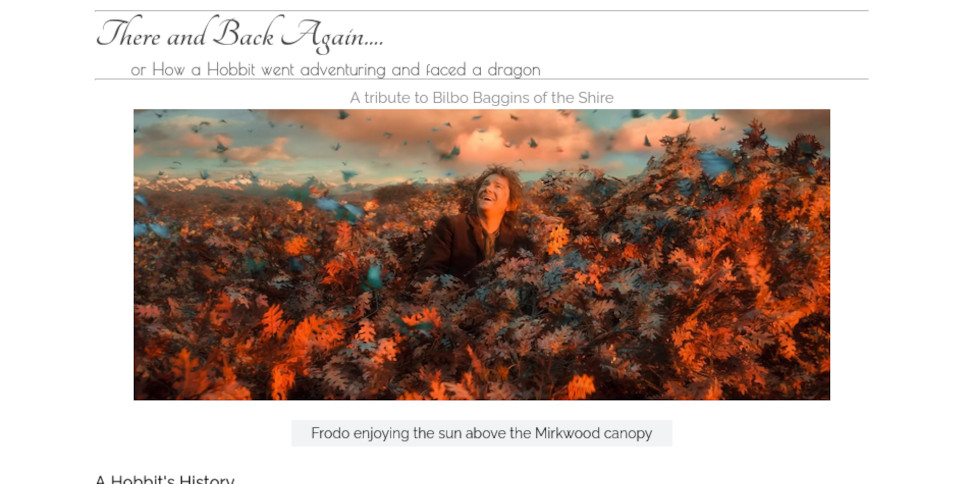 There and Back Again....
or How a Hobbit went adventuring and faced a dragon
A tribute to Bilbo Baggins of the Shire
Frodo enjoying the sun above the Mirkwood canopy
A Hobbit's History